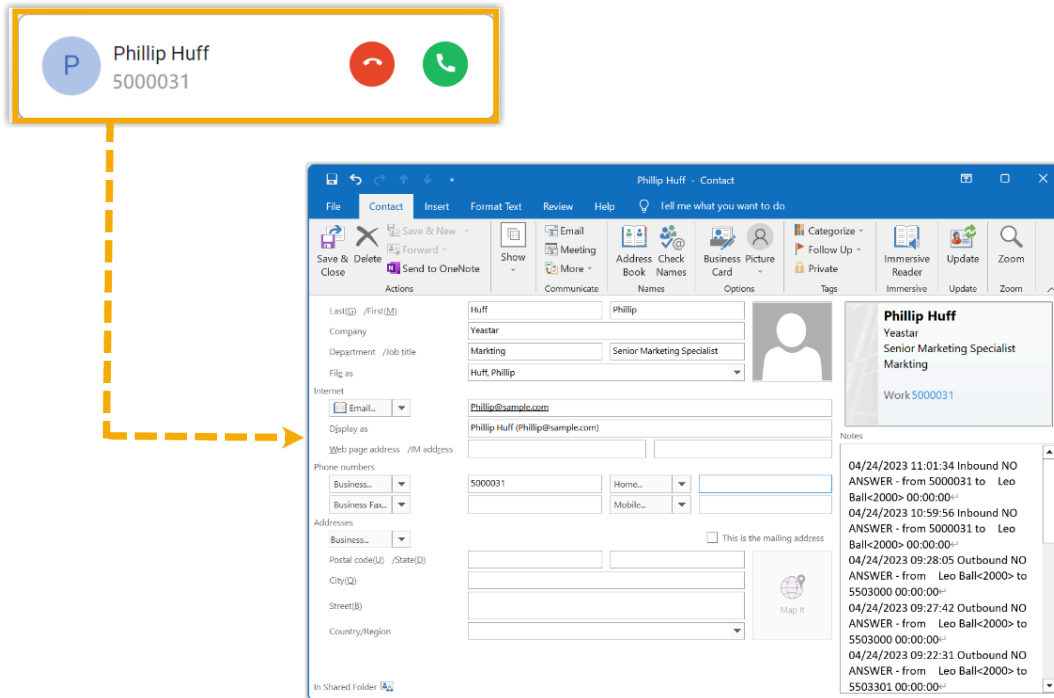 P
Phillip Huff
5000031
Phillip Huff - Contact
File Contact Insert Format Text Review Help Tell me what you want to do
Save & Close
Delete
Save & New
Forward
Send to OneNote
Actions
Show
Email
Meeting
More
Communicate
Address Book
Check Names
Names
Business Card
Picture
Options
Categorize
Follow Up
Private
Tags
Immersive Reader
Immersive
Update
Update
Zoom
Zoom
Last(G) /First(M) Huff Phillip
Company Yeastar
Department /Job title Markting Senior Marketing Specialist
File as Huff, Phillip
Internet
Email... Phillip@sample.com
Display as Phillip Huff (Phillip@sample.com)
Web page address /IM address
Phone numbers
Business... 5000031 Home...
Business Fax... Mobile...
Addresses
Business... This is the mailing address
Postal code(U) /State(D)
City(Q)
Street(B)
Map It
Country/Region
In Shared Folder
Phillip Huff
Yeastar
Senior Marketing Specialist
Markting
Work 5000031
Notes
04/24/2023 11:01:34 Inbound NO
ANSWER - from 5000031 to Leo
Ball<2000> 00:00:00↵
04/24/2023 10:59:56 Inbound NO
ANSWER - from 5000031 to Leo
Ball<2000> 00:00:00↵
04/24/2023 09:28:05 Outbound NO
ANSWER - from Leo Ball<2000> to
5503000 00:00:00↵
04/24/2023 09:27:42 Outbound NO
ANSWER - from Leo Ball<2000> to
5503000 00:00:00↵
04/24/2023 09:22:31 Outbound NO
ANSWER - from Leo Ball<2000> to
5503301 00:00:00↵